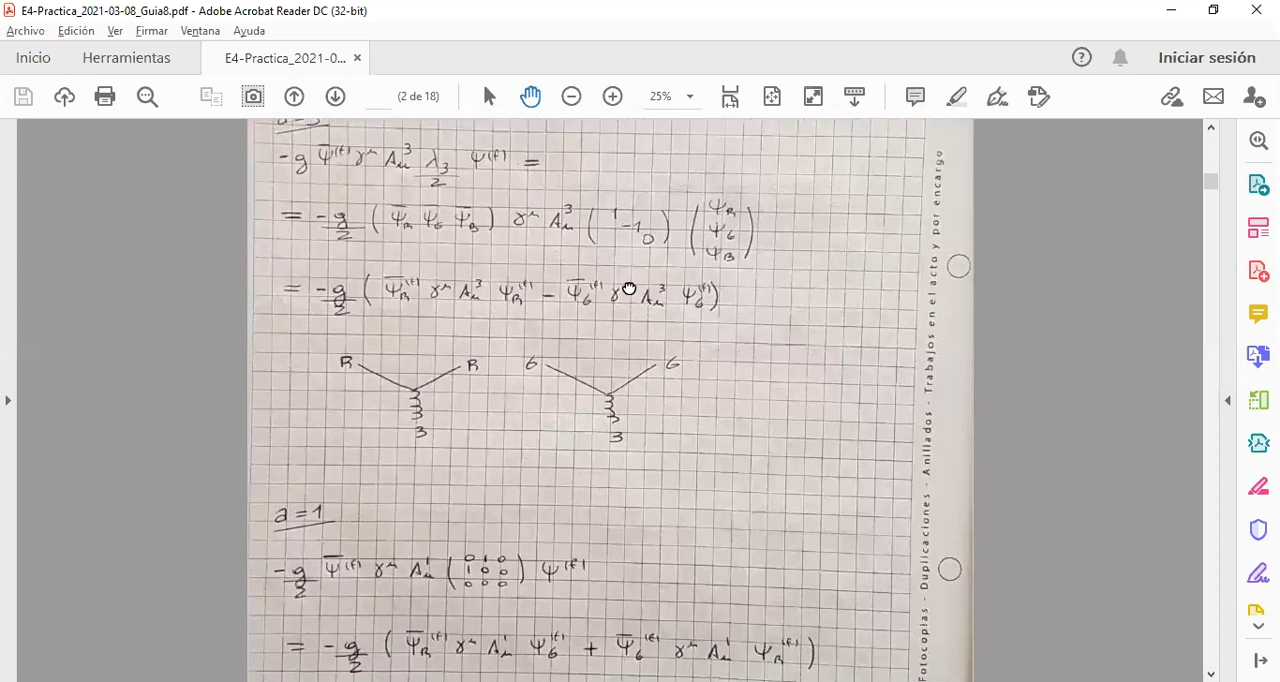 E4-Practica_2021-03-08_Guia8.pdf - Adobe Acrobat Reader DC (32-bit)
Archivo Edición Ver Firmar Ventana Ayuda
Inicio Herramientas E4-Practica_2021-0... × Iniciar sesión
(2 de 18) 25%
a=3
-g ψ̄^(f) γ^μ A_μ^3 λ_3/2 ψ^(f) =
= -g/2 ( ψ̄_R ψ̄_G ψ̄_B ) γ^μ A_μ^3 ( 1 -1 0 ) ( ψ_R ψ_G ψ_B )
= -g/2 ( ψ̄_R^(f) γ^μ A_μ^3 ψ_R^(f) - ψ̄_G^(f) γ^μ A_μ^3 ψ_G^(f) )
R R G G
3 3
a = 1
-g/2 ψ̄^(f) γ^μ A_μ^1 ( 0 1 0 1 0 0 0 0 0 ) ψ^(f)
= -g/2 ( ψ̄_R^(f) γ^μ A_μ^1 ψ_G^(f) + ψ̄_G^(f) γ^μ A_μ^1 ψ_R^(f) )
Fotocopias - Duplicaciones - Anillados - Trabajos en el acto y por encargo